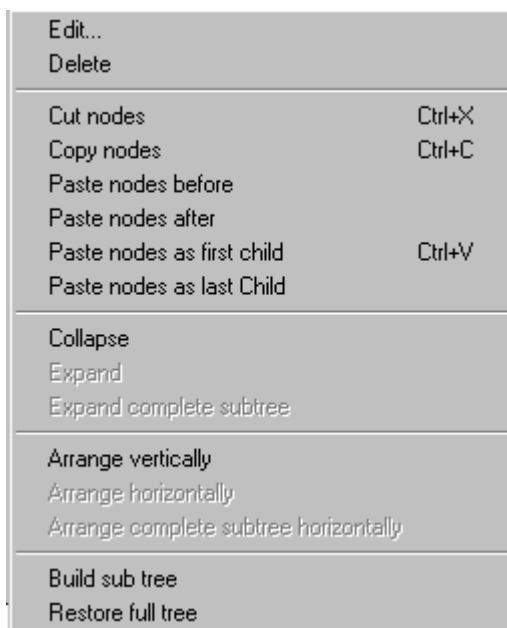 Edit...
Delete
Cut nodes Ctrl+X
Copy nodes Ctrl+C
Paste nodes before
Paste nodes after
Paste nodes as first child Ctrl+V
Paste nodes as last Child
Collapse
Expand
Expand complete subtree
Arrange vertically
Arrange horizontally
Arrange complete subtree horizontally
Build sub tree
Restore full tree